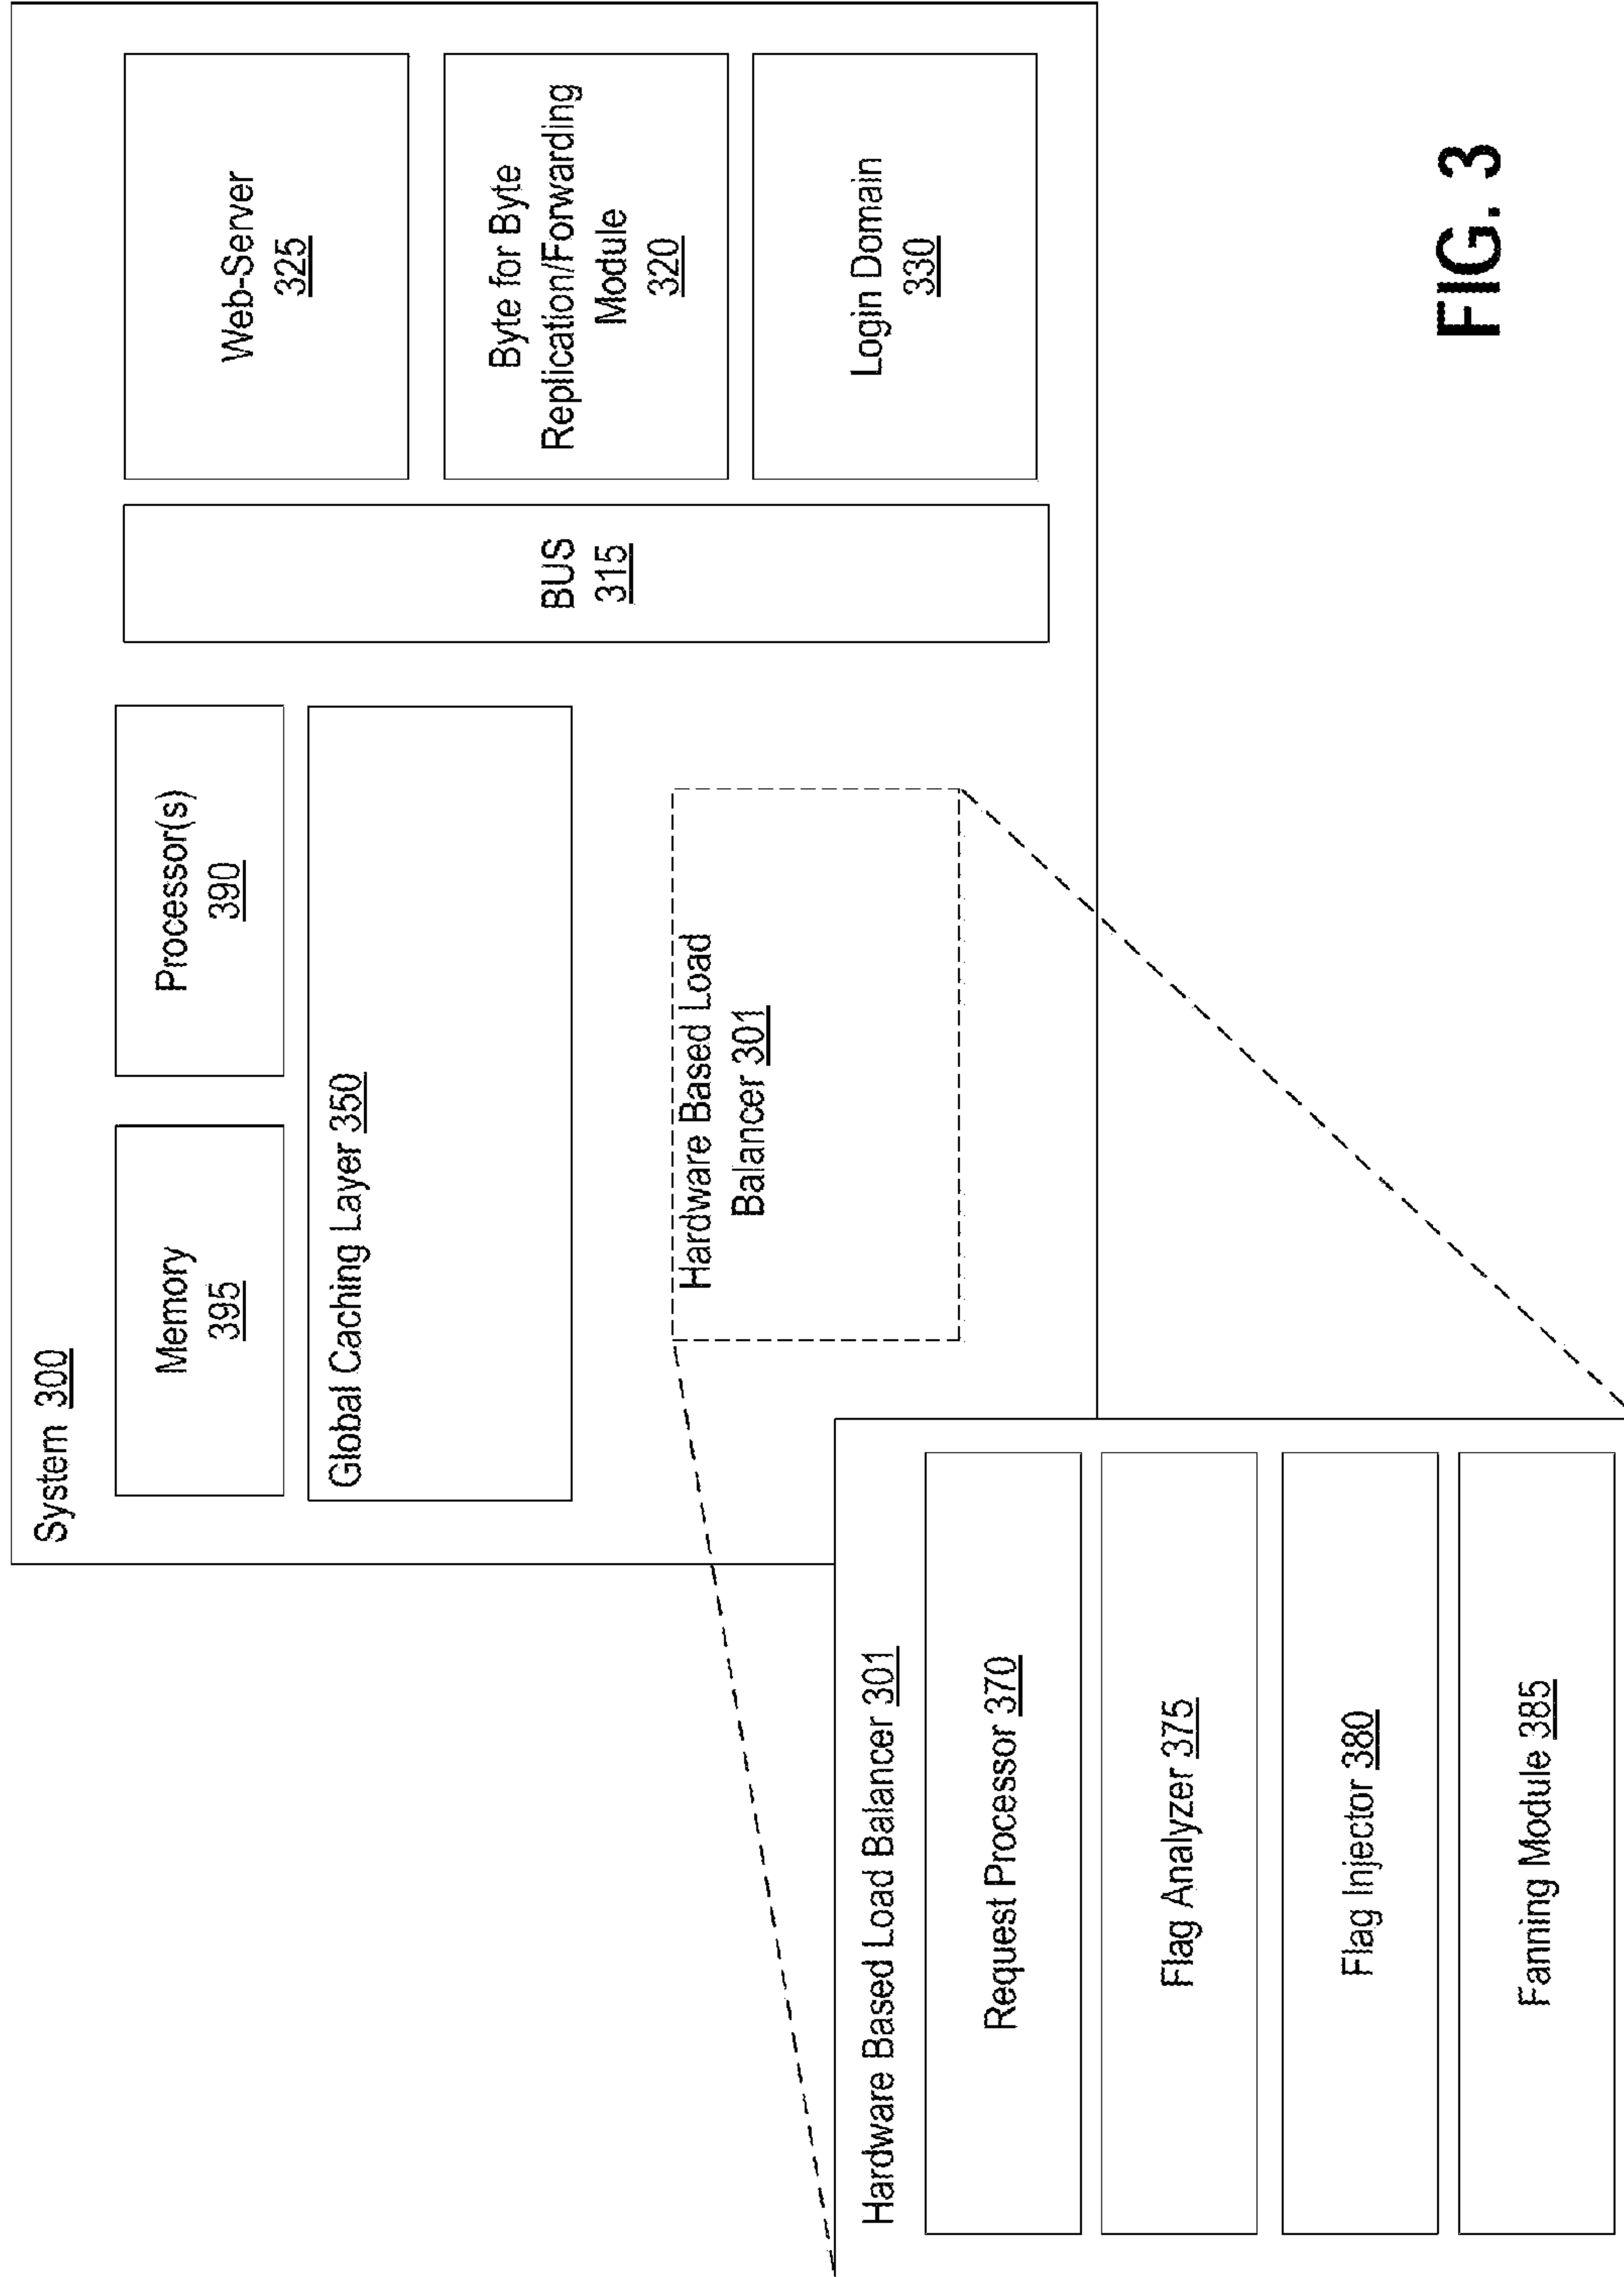 System 300
Memory
395
Processor(s)
390
Global Caching Layer 350
Hardware Based Load
Balancer 301
BUS
315
Web-Server
325
Byte for Byte
Replication/Forwarding
Module
320
Login Domain
330
Hardware Based Load Balancer 301
Request Processor 370
Flag Analyzer 375
Flag Injector 380
Fanning Module 385
FIG. 3